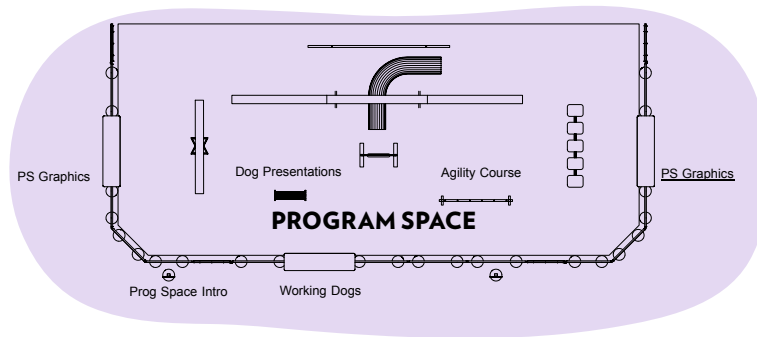 Dog Presentations
Agility Course
PS Graphics
PS Graphics
PROGRAM SPACE
Prog Space Intro
Working Dogs